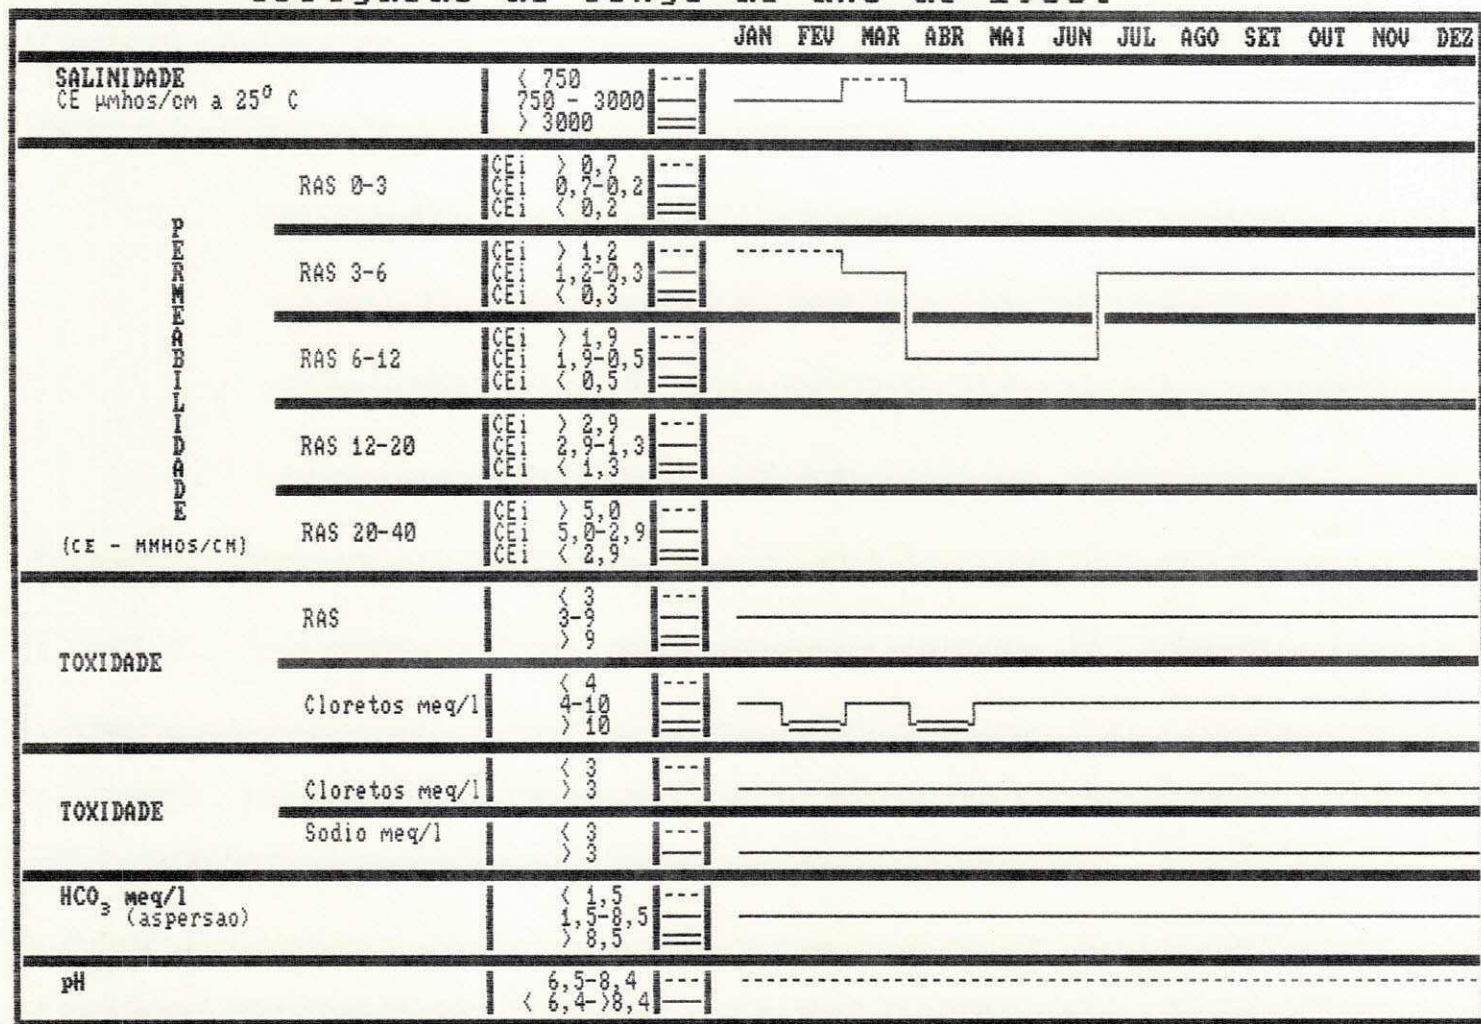 JAN FEV MAR ABR MAI JUN JUL AGO SET OUT NOV DEZ
SALINIDADE
CE µmhos/cm a 25º C
< 750
750 - 3000
> 3000
PERMEABILIDADE
(CE - MMHOS/CM)
RAS 0-3
CEi > 0,7
CEi 0,7-0,2
CEi < 0,2
RAS 3-6
CEi > 1,2
CEi 1,2-0,3
CEi < 0,3
RAS 6-12
CEi > 1,9
CEi 1,9-0,5
CEi < 0,5
RAS 12-20
CEi > 2,9
CEi 2,9-1,3
CEi < 1,3
RAS 20-40
CEi > 5,0
CEi 5,0-2,9
CEi < 2,9
TOXIDADE
RAS
< 3
3-9
> 9
Cloretos meq/l
< 4
4-10
> 10
TOXIDADE
Cloretos meq/l
< 3
> 3
Sodio meq/l
< 3
> 3
HCO₃ meq/l
(aspersao)
< 1,5
1,5-8,5
> 8,5
pH
6,5-8,4
< 6,4->8,4